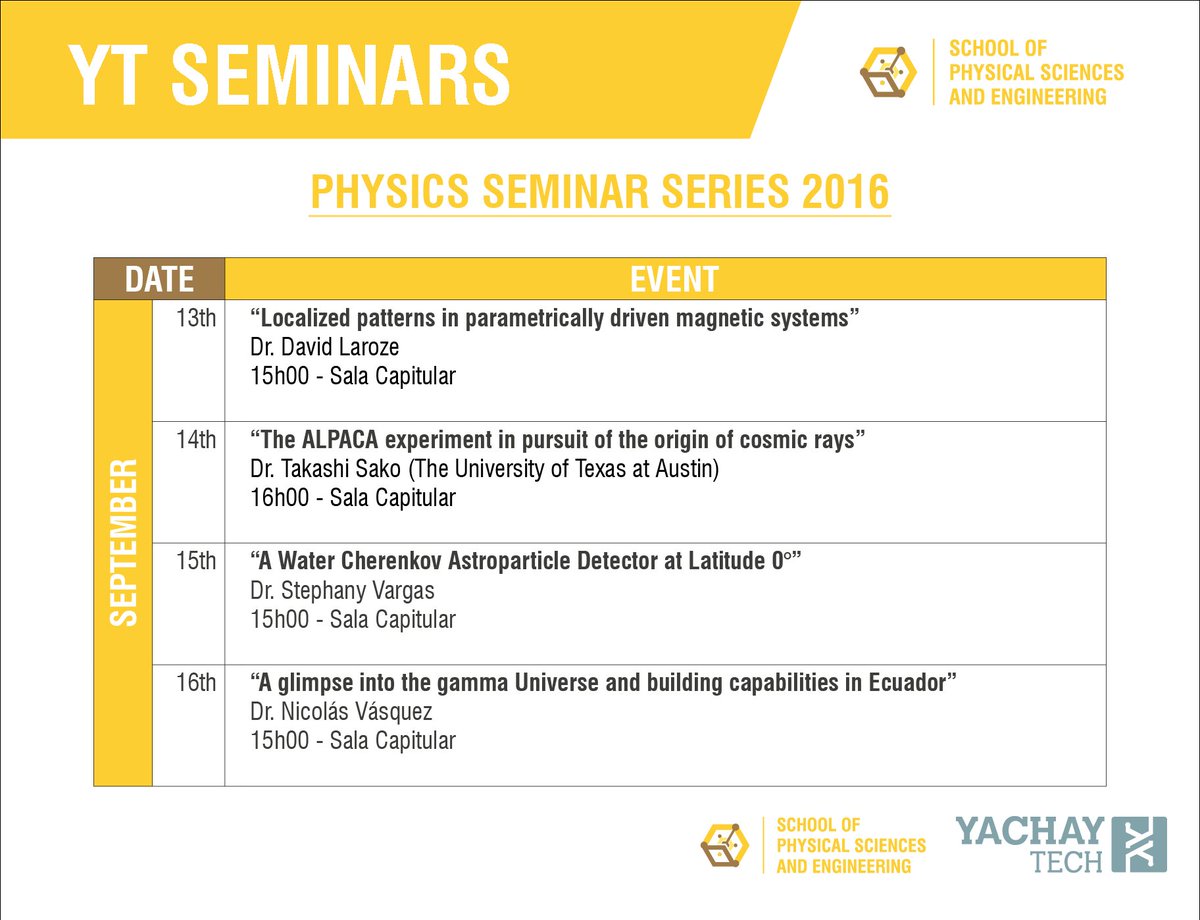 YT SEMINARS
SCHOOL OF
PHYSICAL SCIENCES
AND ENGINEERING
PHYSICS SEMINAR SERIES 2016
DATE
EVENT
SEPTEMBER
13th
“Localized patterns in parametrically driven magnetic systems”
Dr. David Laroze
15h00 - Sala Capitular
14th
“The ALPACA experiment in pursuit of the origin of cosmic rays”
Dr. Takashi Sako (The University of Texas at Austin)
16h00 - Sala Capitular
15th
“A Water Cherenkov Astroparticle Detector at Latitude 0°”
Dr. Stephany Vargas
15h00 - Sala Capitular
16th
“A glimpse into the gamma Universe and building capabilities in Ecuador”
Dr. Nicolás Vásquez
15h00 - Sala Capitular
SCHOOL OF
PHYSICAL SCIENCES
AND ENGINEERING
YACHAY
TECH